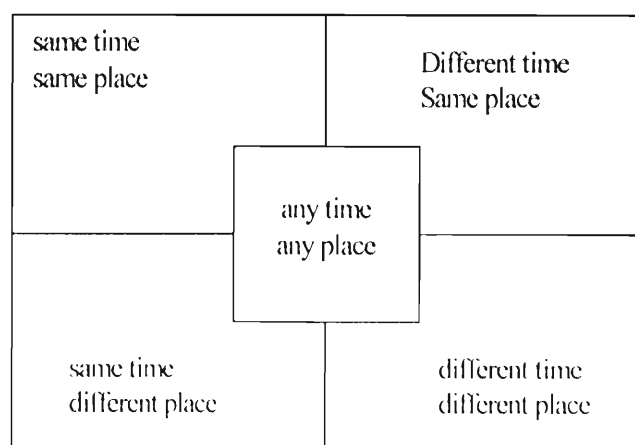 same time
same place
Different time
Same place
any time
any place
same time
different place
different time
different place